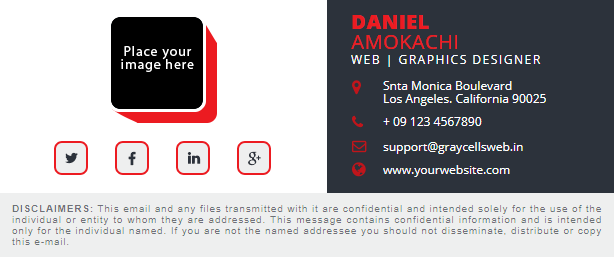 Place your
image here
DANIEL
AMOKACHI
WEB | GRAPHICS DESIGNER
Snta Monica Boulevard
Los Angeles. California 90025
+ 09 123 4567890
support@graycellsweb.in
www.yourwebsite.com
DISCLAIMERS: This email and any files transmitted with it are confidential and intended solely for the use of the
individual or entity to whom they are addressed. This message contains confidential information and is intended
only for the individual named. If you are not the named addressee you should not disseminate, distribute or copy
this e-mail.